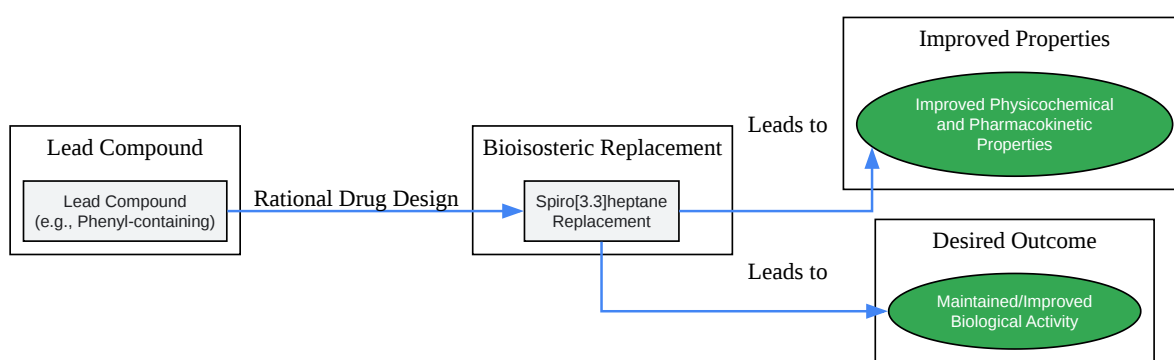 Lead Compound
Lead Compound
(e.g., Phenyl-containing)
Rational Drug Design
Bioisosteric Replacement
Spiro[3.3]heptane
Replacement
Leads to
Improved Properties
Improved Physicochemical
and Pharmacokinetic
Properties
Leads to
Desired Outcome
Maintained/Improved
Biological Activity